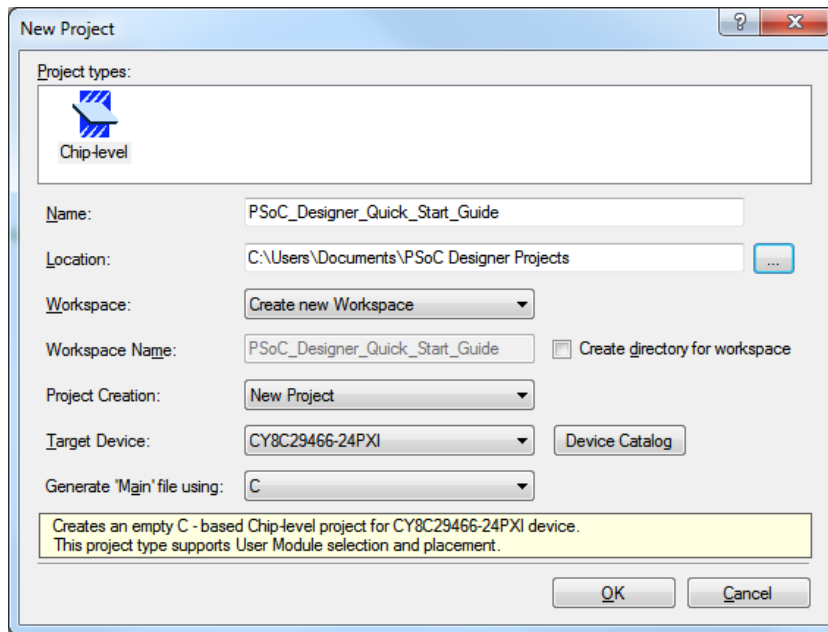 New Project
Project types:
Chip-level
Name: PSoC_Designer_Quick_Start_Guide
Location: C:\Users\Documents\PSoC Designer Projects ...
Workspace: Create new Workspace
Workspace Name: PSoC_Designer_Quick_Start_Guide Create directory for workspace
Project Creation: New Project
Target Device: CY8C29466-24PXI Device Catalog
Generate 'Main' file using: C
Creates an empty C - based Chip-level project for CY8C29466-24PXI device.
This project type supports User Module selection and placement.
OK Cancel